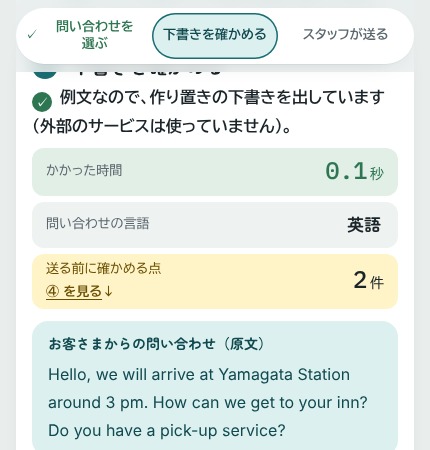 ✓ 問い合わせを
選ぶ
下書きを確かめる
スタッフが送る
✓ 例文なので、作り置きの下書きを出しています
(外部のサービスは使っていません)。
かかった時間
0.1秒
問い合わせの言語
英語
送る前に確かめる点
④ を見る↓
2件
お客さまからの問い合わせ（原文）
Hello, we will arrive at Yamagata Station
around 3 pm. How can we get to your inn?
Do you have a pick-up service?